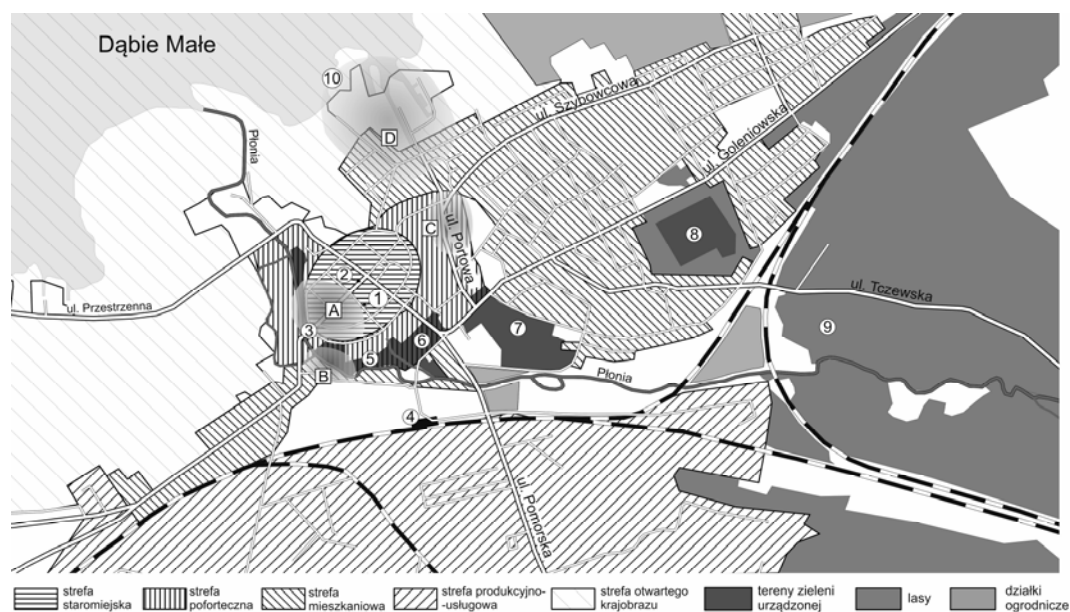 Dąbie Małe
10
ul. Szybowcowa
Płonia
D
ul. Goleniowska
C
ul. Portowa
8
2
ul. Tczewska
ul. Przestrzenna
A
1
3
7
9
6
5
B
Płonia
4
ul. Pomorska
strefa
staromiejska
strefa
poforteczna
strefa
mieszkaniowa
strefa produkcyjno-
-usługowa
strefa otwartego
krajobrazu
tereny zieleni
urządzonej
lasy
działki
ogrodnicze